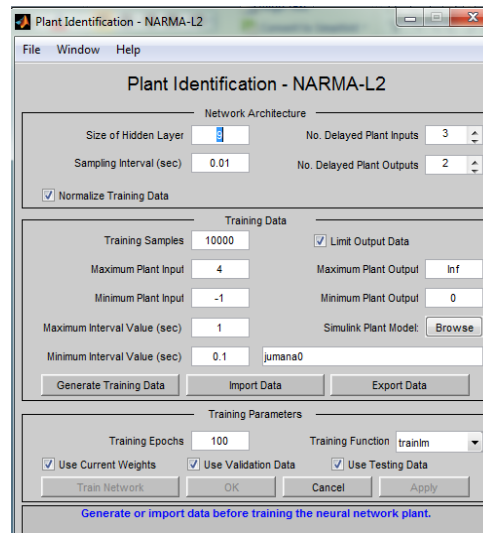 Plant Identification - NARMA-L2
File Window Help
Plant Identification - NARMA-L2
Network Architecture
Size of Hidden Layer 9 No. Delayed Plant Inputs 3
Sampling Interval (sec) 0.01 No. Delayed Plant Outputs 2
Normalize Training Data
Training Data
Training Samples 10000 Limit Output Data
Maximum Plant Input 4 Maximum Plant Output Inf
Minimum Plant Input -1 Minimum Plant Output 0
Maximum Interval Value (sec) 1 Simulink Plant Model: Browse
Minimum Interval Value (sec) 0.1 jumana0
Generate Training Data Import Data Export Data
Training Parameters
Training Epochs 100 Training Function trainlm
Use Current Weights Use Validation Data Use Testing Data
Train Network OK Cancel Apply
Generate or import data before training the neural network plant.